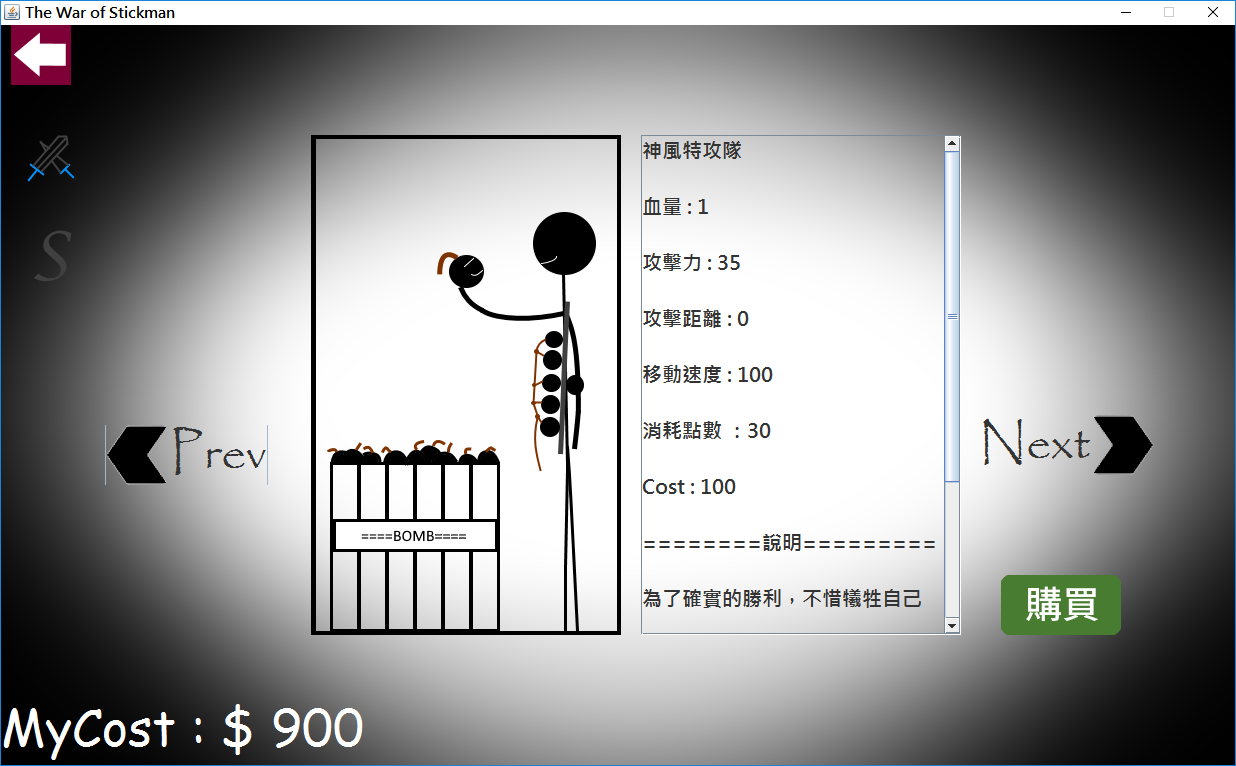 The War of Stickman
S
神風特攻隊
血量 : 1
攻擊力 : 35
攻擊距離 : 0
移動速度 : 100
消耗點數 : 30
Cost : 100
========說明=========
為了確實的勝利，不惜犧牲自己
====BOMB====
Prev
Next
購買
MyCost : $ 900